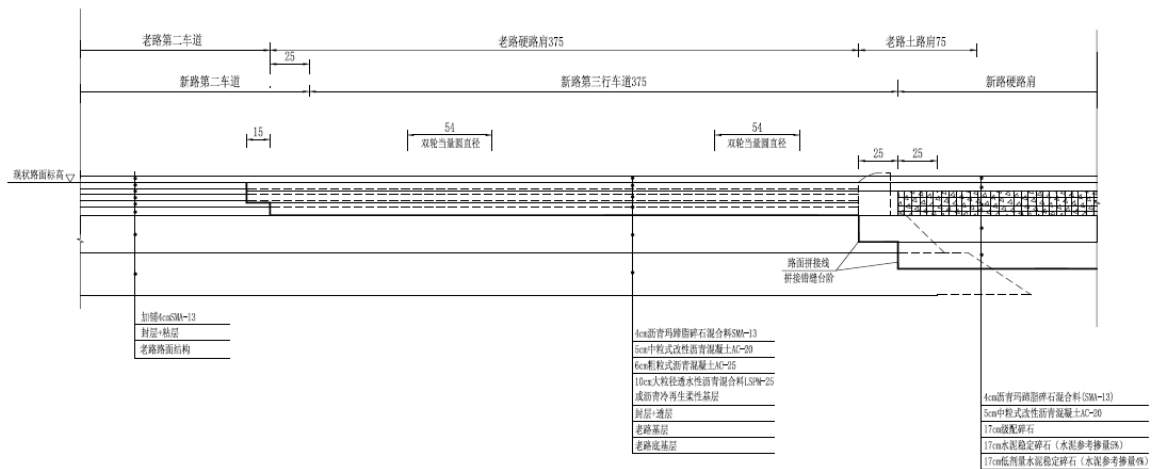 老路第二车道
老路硬路肩375
老路土路肩75
25
新路第二车道
新路第三行车道375
新路硬路肩
15
54
双轮当量圆直径
54
双轮当量圆直径
25
25
现状路面标高
路面拼接线
拼接错缝台阶
加铺4cmSMA-13
封层+粘层
老路路面结构
4cm沥青玛蹄脂碎石混合料SMA-13
5cm中粒式改性沥青混凝土AC-20
6cm粗粒式沥青混凝土AC-25
10cm大粒径透水性沥青混合料LSPM-25
或沥青冷再生柔性基层
封层+透层
老路基层
老路底基层
4cm沥青玛蹄脂碎石混合料(SMA-13)
5cm中粒式改性沥青混凝土AC-20
17cm级配碎石
17cm水泥稳定碎石（水泥参考掺量5%）
17cm低剂量水泥稳定碎石（水泥参考掺量4%）